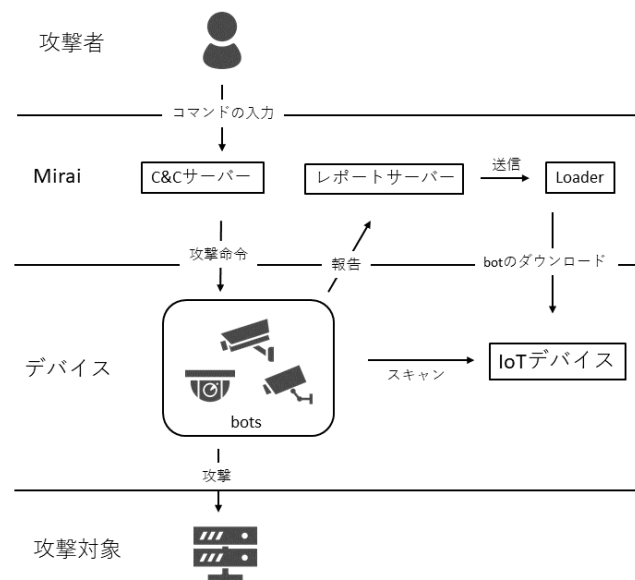 攻撃者
コマンドの入力
Mirai
C&Cサーバー
レポートサーバー
送信
Loader
攻撃命令
報告
botのダウンロード
デバイス
bots
スキャン
IoTデバイス
攻撃
攻撃対象